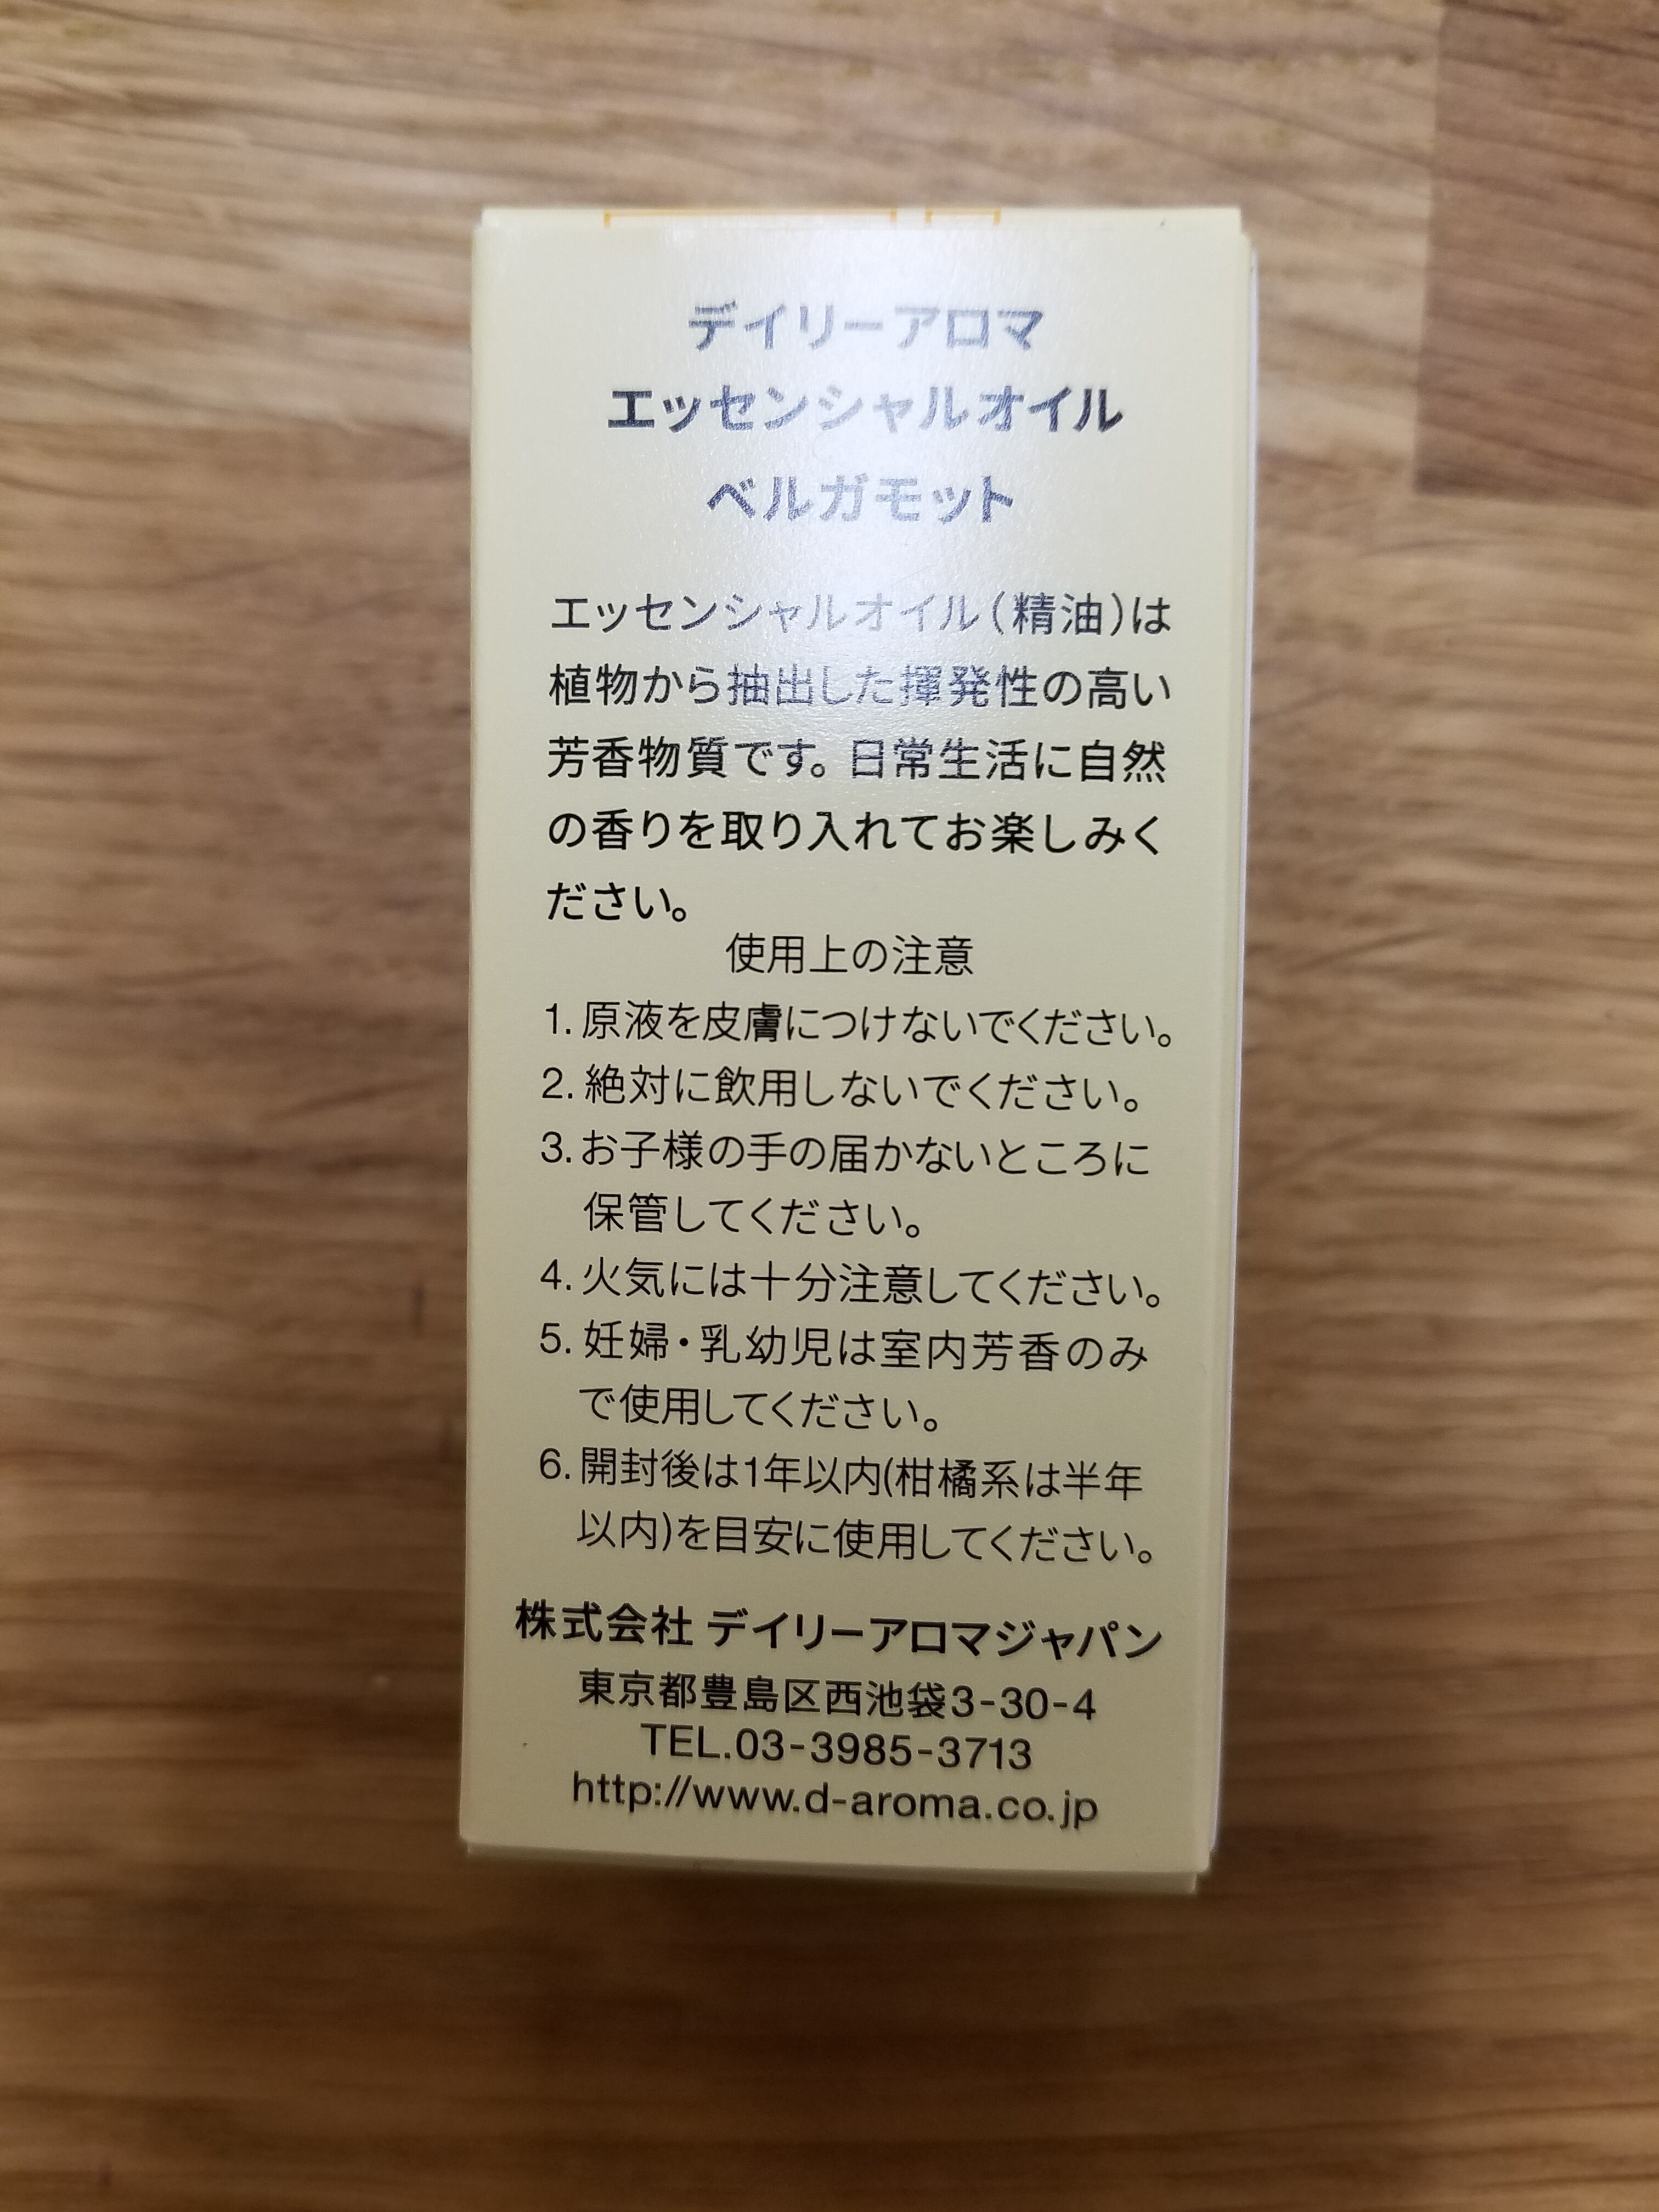 デイリーアロマ
エッセンシャルオイル
ベルガモット
エッセンシャルオイル(精油)は
植物から抽出した揮発性の高い
芳香物質です。日常生活に自然
の香りを取り入れてお楽しみく
ださい。
使用上の注意
1. 原液を皮膚につけないでください。
2. 絶対に飲用しないでください。
3. お子様の手の届かないところに
保管してください。
4. 火気には十分注意してください。
5. 妊婦・乳幼児は室内芳香のみ
で使用してください。
6. 開封後は1年以内(柑橘系は半年
以内)を目安に使用してください。
株式会社 デイリーアロマジャパン
東京都豊島区西池袋3-30-4
TEL.03-3985-3713
http://www.d-aroma.co.jp